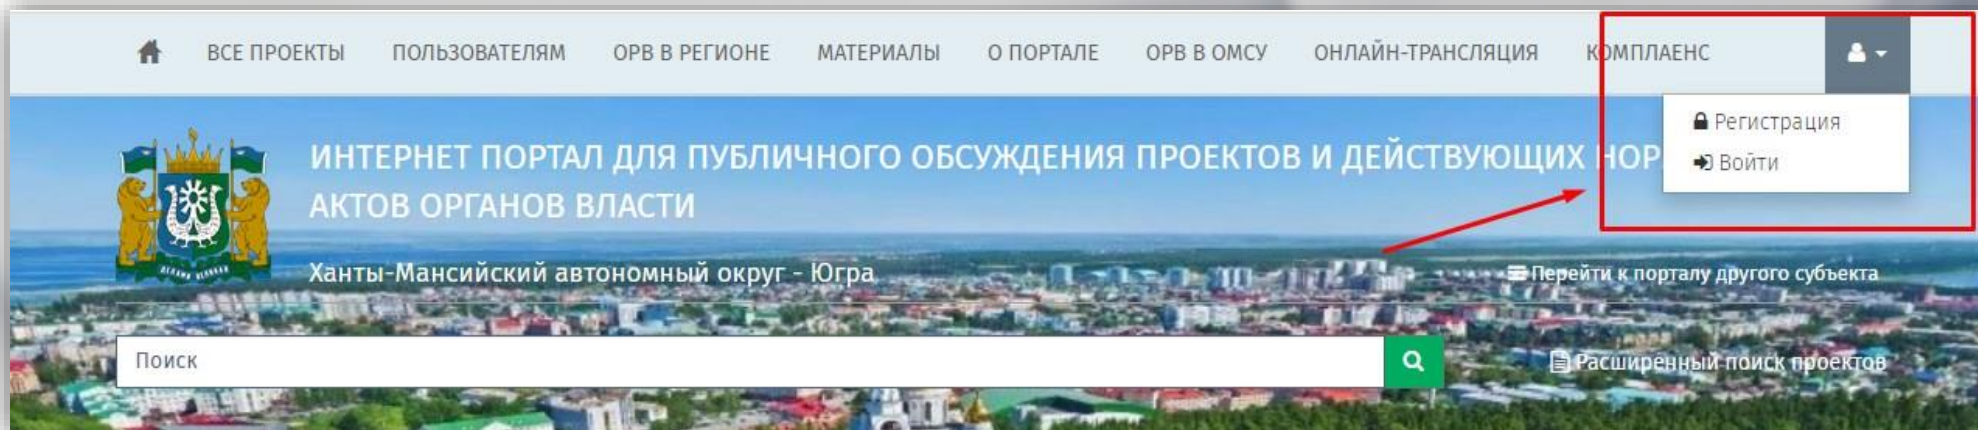 ВСЕ ПРОЕКТЫ ПОЛЬЗОВАТЕЛЯМ ОРВ В РЕГИОНЕ МАТЕРИАЛЫ О ПОРТАЛЕ ОРВ В ОМСУ ОНЛАЙН-ТРАНСЛЯЦИЯ КОМПЛАЕНС
Регистрация
Войти
ИНТЕРНЕТ ПОРТАЛ ДЛЯ ПУБЛИЧНОГО ОБСУЖДЕНИЯ ПРОЕКТОВ И ДЕЙСТВУЮЩИХ НОР
АКТОВ ОРГАНОВ ВЛАСТИ
Ханты-Мансийский автономный округ - Югра
Перейти к порталу другого субъекта
Поиск
Расширенный поиск проектов